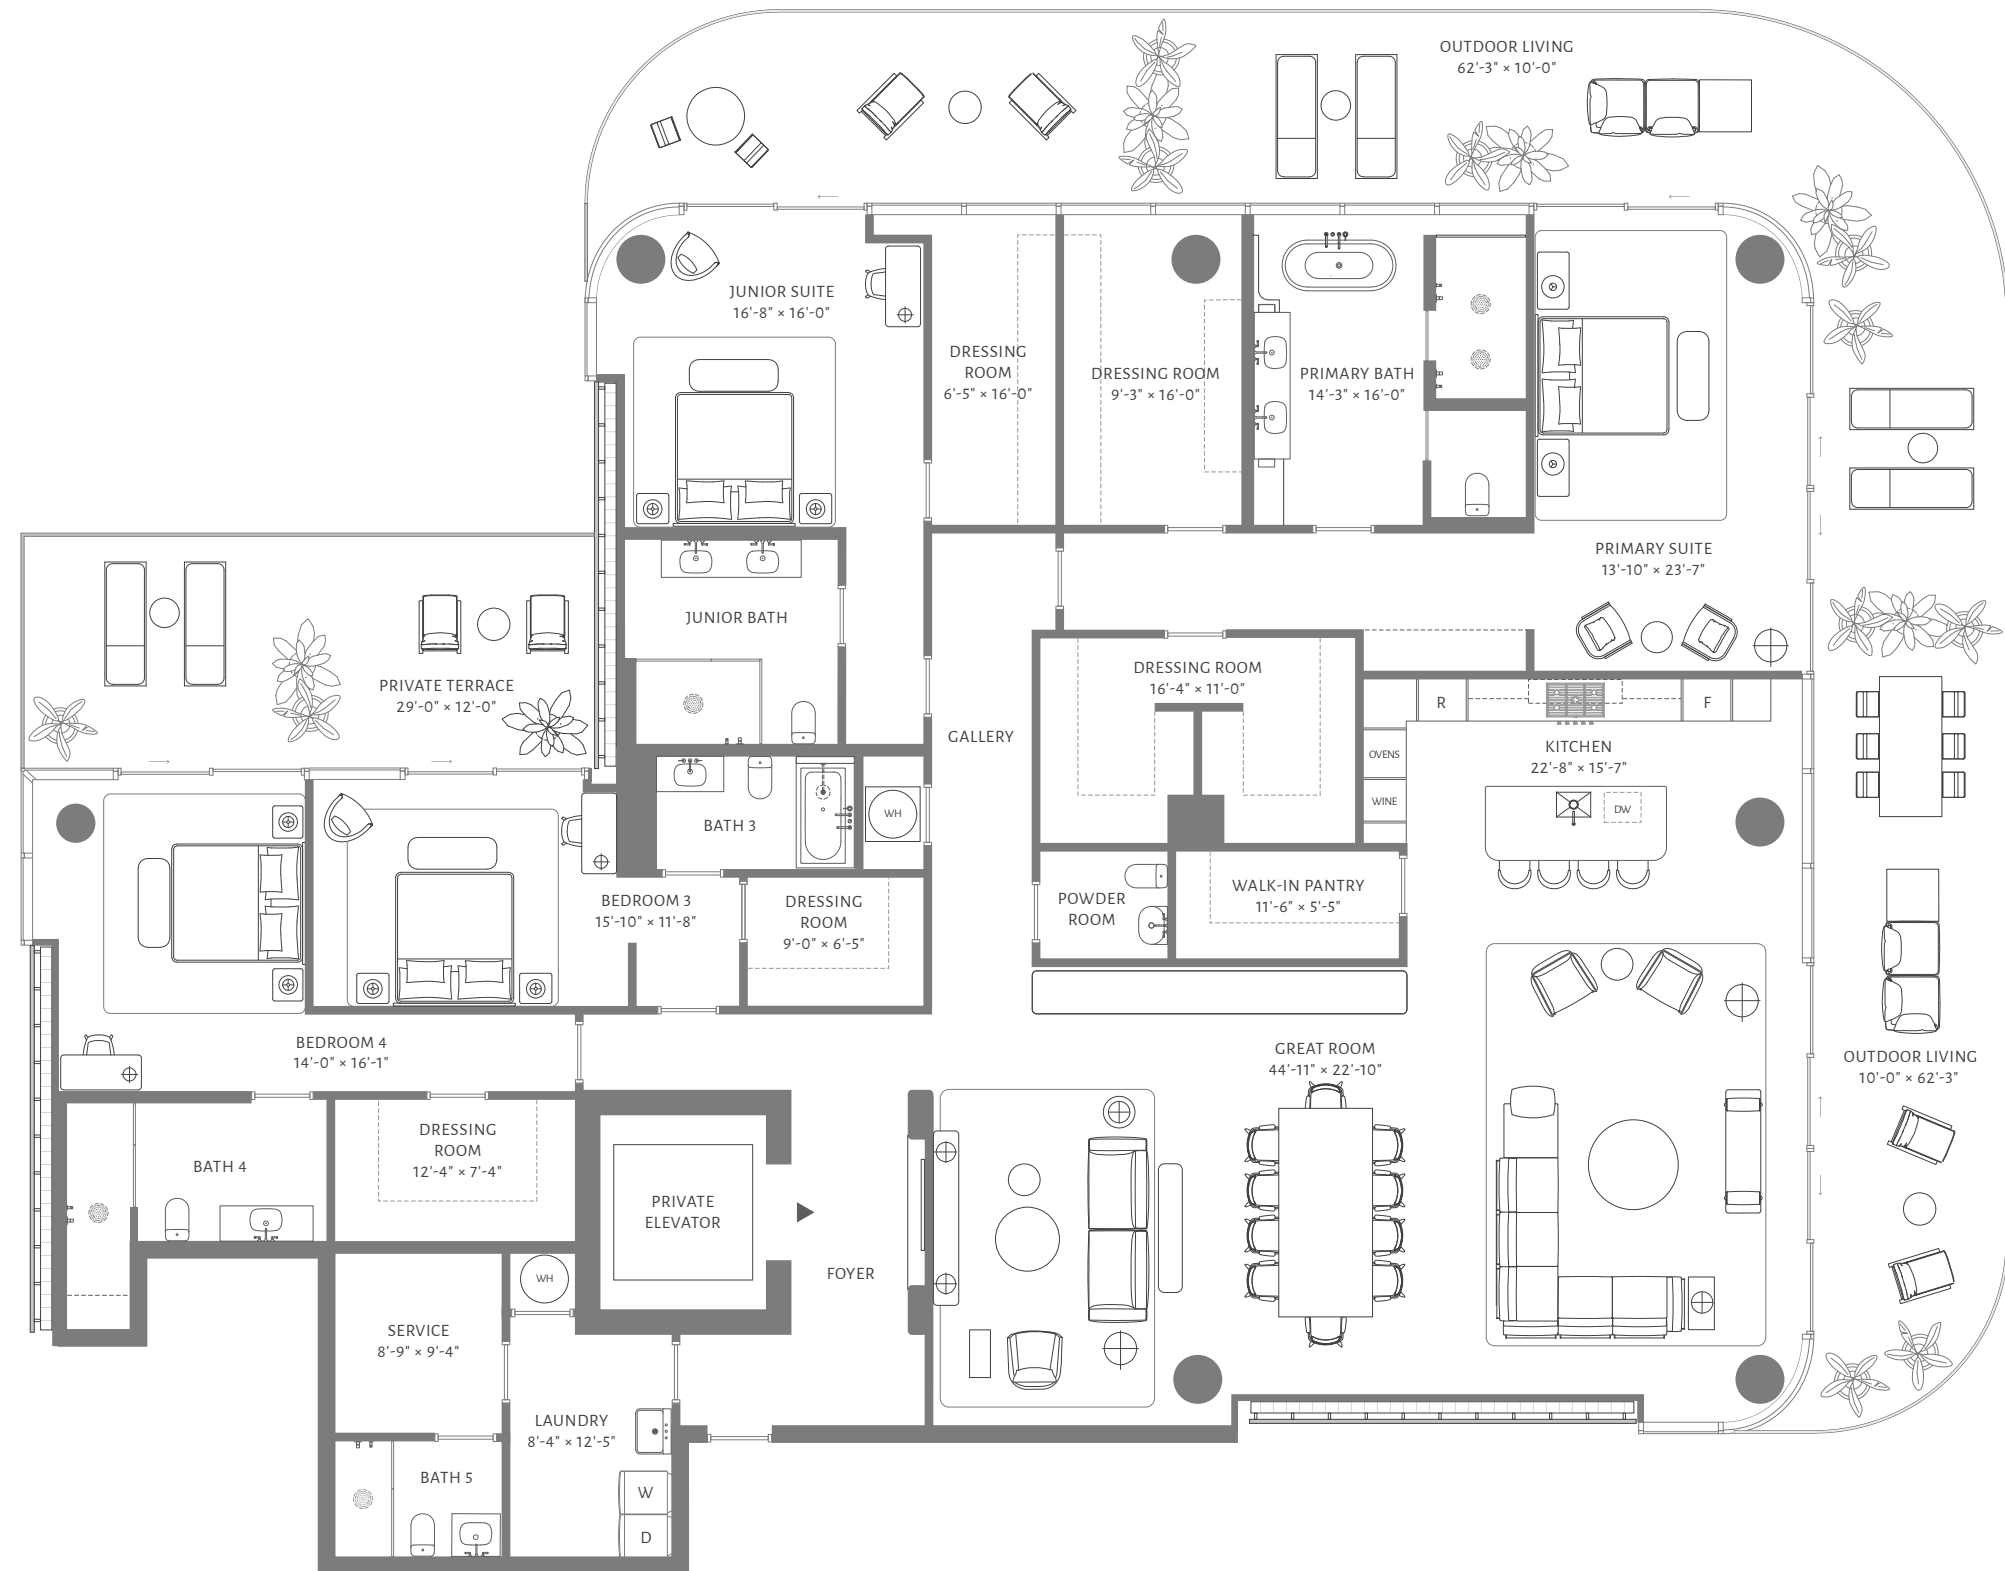 OUTDOOR LIVING
62'-3" × 10'-0"
JUNIOR SUITE
16'-8" × 16'-0"
DRESSING
ROOM
6'-5" × 16'-0"
DRESSING ROOM
9'-3" × 16'-0"
PRIMARY BATH
14'-3" × 16'-0"
PRIMARY SUITE
13'-10" × 23'-7"
JUNIOR BATH
PRIVATE TERRACE
29'-0" × 12'-0"
DRESSING ROOM
16'-4" × 11'-0"
GALLERY
R
F
OVENS
WINE
KITCHEN
22'-8" × 15'-7"
DW
BATH 3
WH
BEDROOM 3
15'-10" × 11'-8"
DRESSING
ROOM
9'-0" × 6'-5"
POWDER
ROOM
WALK-IN PANTRY
11'-6" × 5'-5"
BEDROOM 4
14'-0" × 16'-1"
GREAT ROOM
44'-11" × 22'-10"
OUTDOOR LIVING
10'-0" × 62'-3"
BATH 4
DRESSING
ROOM
12'-4" × 7'-4"
PRIVATE
ELEVATOR
FOYER
WH
SERVICE
8'-9" × 9'-4"
LAUNDRY
8'-4" × 12'-5"
BATH 5
W
D